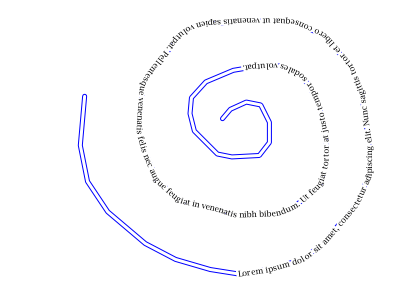 Lorem ipsum dolor sit amet, consectetur adipiscing elit. Nunc sagittis tortor et libero consequat ut venenatis sapien volutpat. Pellentesque venenatis felis nec augue feugiat in venenatis nibh bibendum. Ut feugiat tortor at justo tempor sodales volutpat.